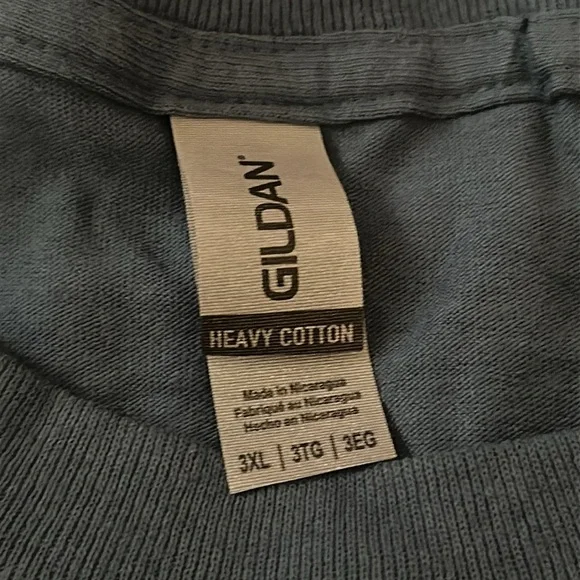 GILDAN®
HEAVY COTTON
Made in Nicaragua
Fabriqué au Nicaragua
Hecho en Nicaragua
3XL | 3TG | 3EG